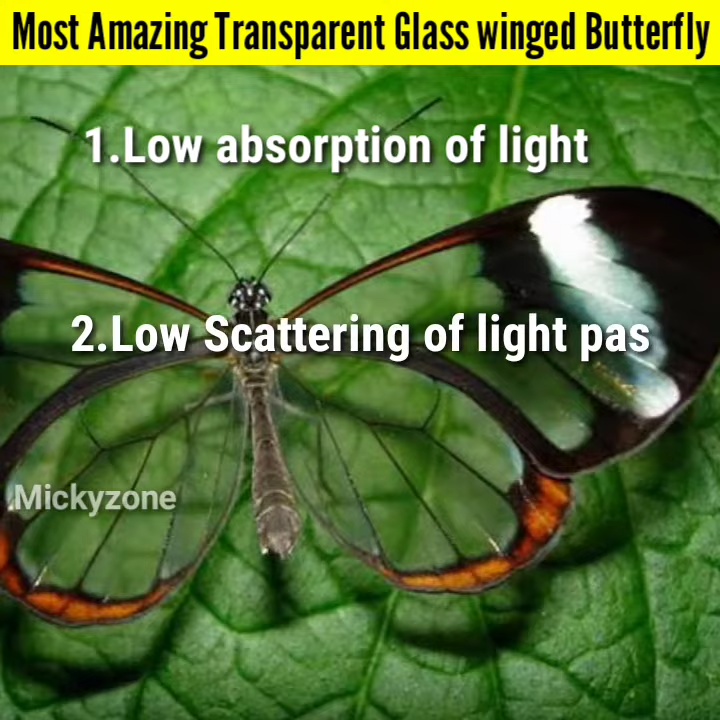 Most Amazing Transparent Glass winged Butterfly
1.Low absorption of light
2.Low Scattering of light pas
Mickyzone